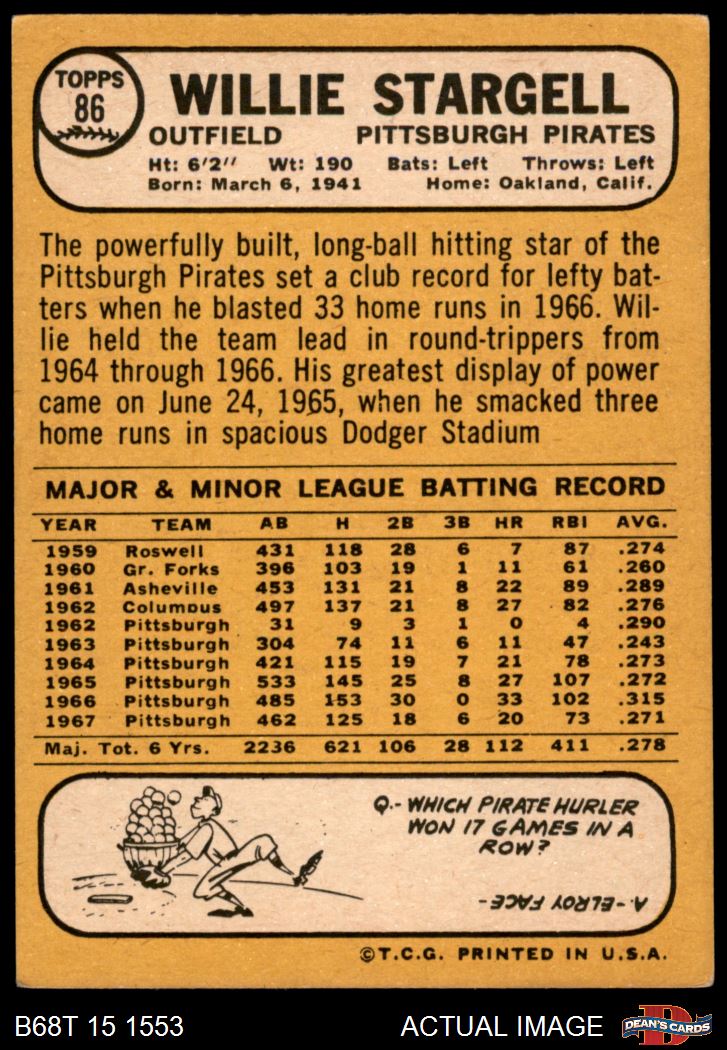 TOPPS
86
WILLIE STARGELL
OUTFIELD PITTSBURGH PIRATES
Ht: 6'2" Wt: 190 Bats: Left Throws: Left
Born: March 6, 1941 Home: Oakland, Calif.
The powerfully built, long-ball hitting star of the
Pittsburgh Pirates set a club record for lefty bat-
ters when he blasted 33 home runs in 1966. Wil-
lie held the team lead in round-trippers from
1964 through 1966. His greatest display of power
came on June 24, 1965, when he smacked three
home runs in spacious Dodger Stadium
MAJOR & MINOR LEAGUE BATTING RECORD
YEAR TEAM AB H 2B 3B HR RBI AVG.
1959 Roswell 431 118 28 6 7 87 .274
1960 Gr. Forks 396 103 19 1 11 61 .260
1961 Asheville 453 131 21 8 22 89 .289
1962 Columbus 497 137 21 8 27 82 .276
1962 Pittsburgh 31 9 3 1 0 4 .290
1963 Pittsburgh 304 74 11 6 11 47 .243
1964 Pittsburgh 421 115 19 7 21 78 .273
1965 Pittsburgh 533 145 25 8 27 107 .272
1966 Pittsburgh 485 153 30 0 33 102 .315
1967 Pittsburgh 462 125 18 6 20 73 .271
Maj. Tot. 6 Yrs. 2236 621 106 28 112 411 .278
Q.- WHICH PIRATE HURLER
WON 17 GAMES IN A
ROW?
A.- ELROY FACE-
©T.C.G. PRINTED IN U.S.A.
B68T 15 1553 ACTUAL IMAGE
D
DEAN'S CARDS